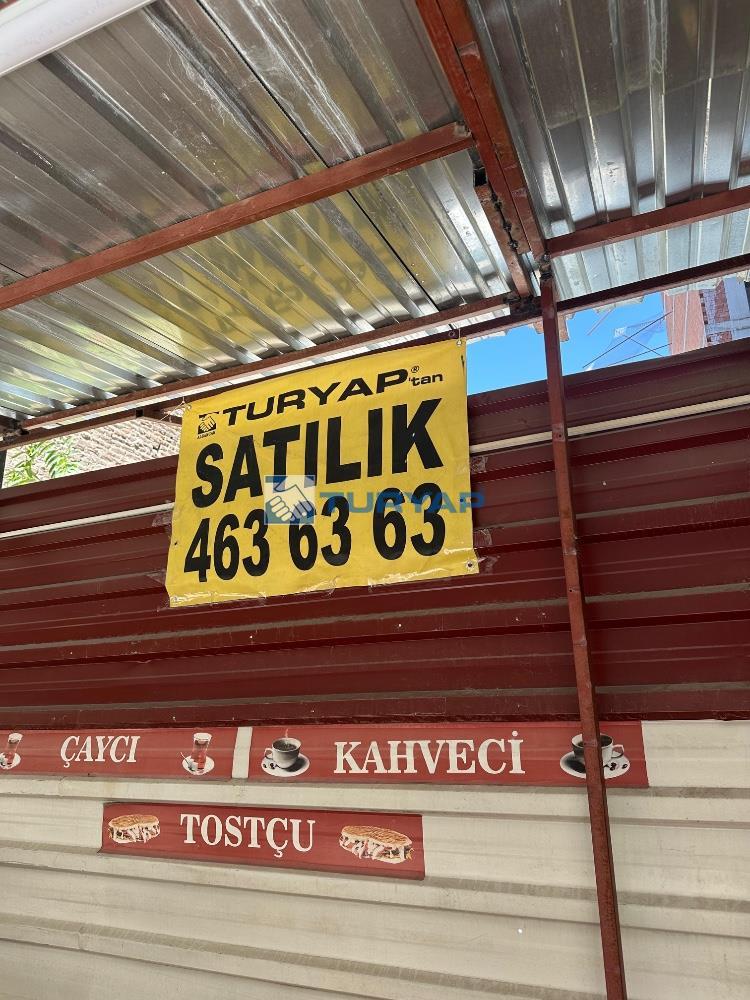 TURYAP®'tan
SATILIK
463 63 63
TURYAP
ÇAYCI
KAHVECİ
TOSTÇU